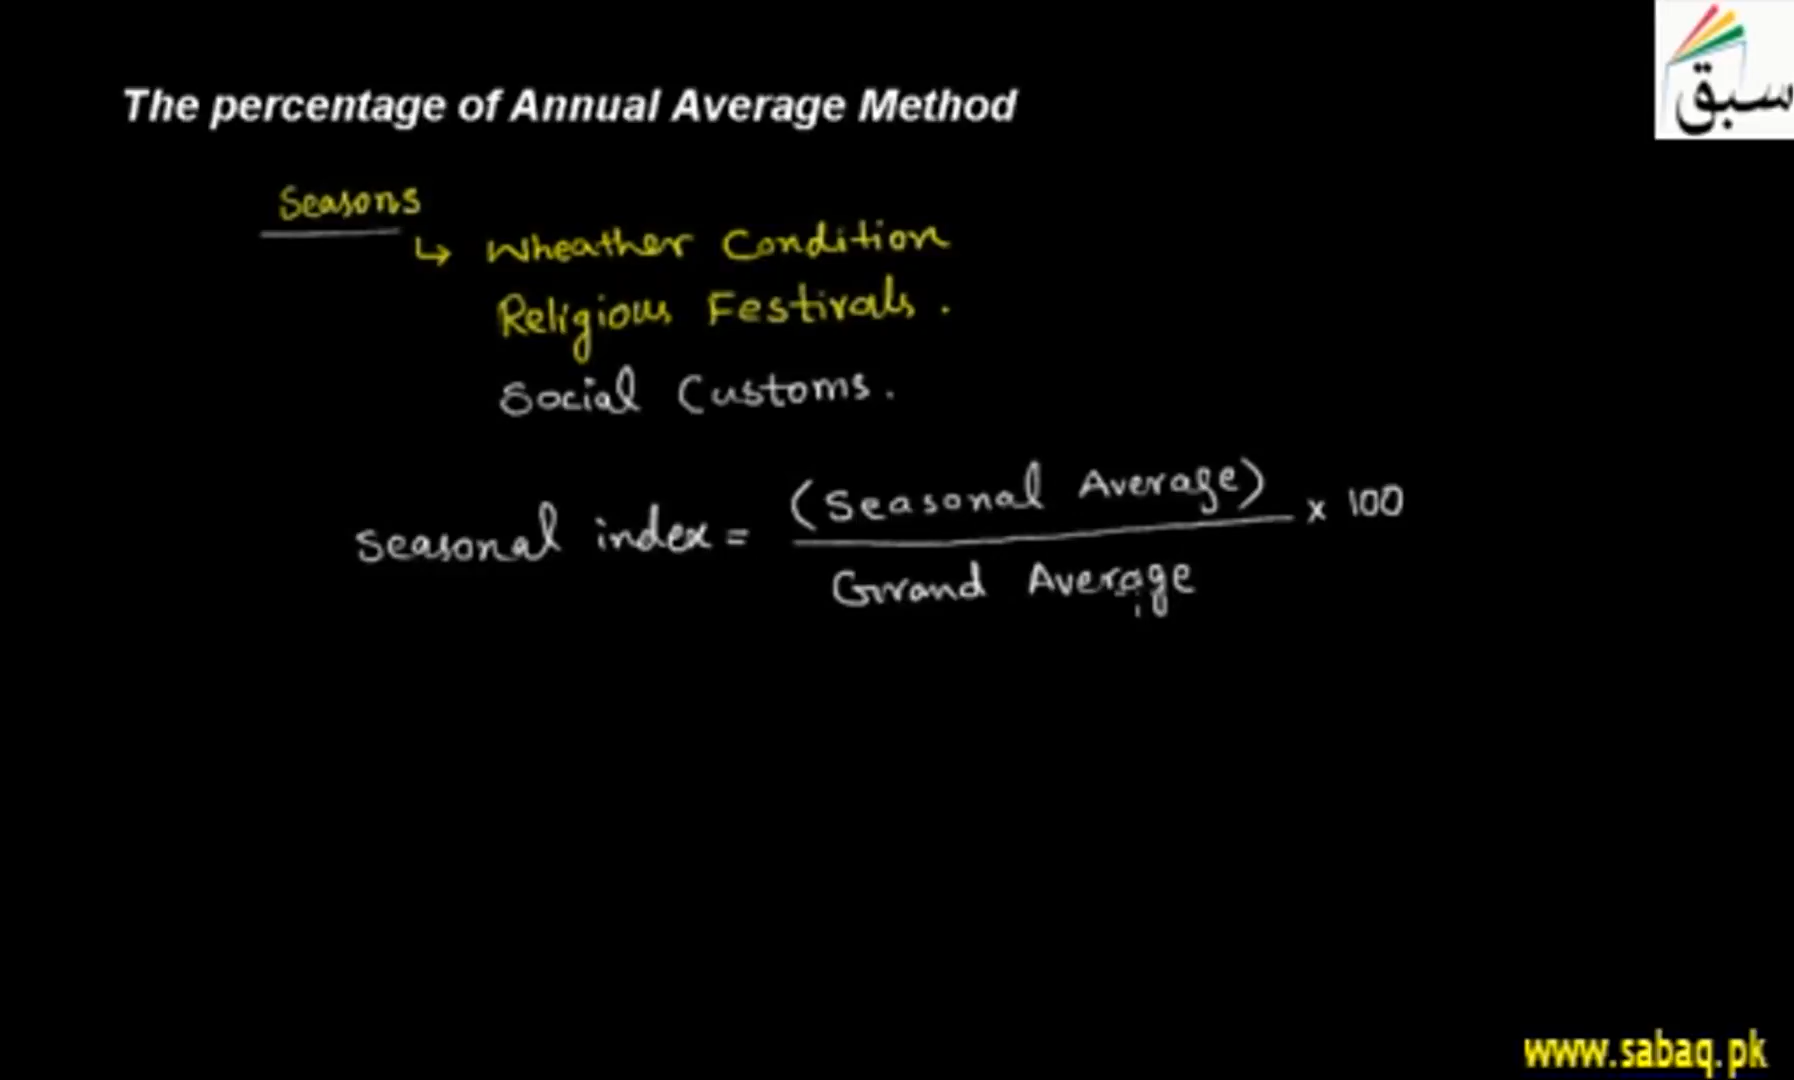 سبق
The percentage of Annual Average Method
Seasons
↳ Wheather Condition
Religious Festivals.
Social Customs.
Seasonal index = (Seasonal Average) / Grand Average x 100
www.sabaq.pk